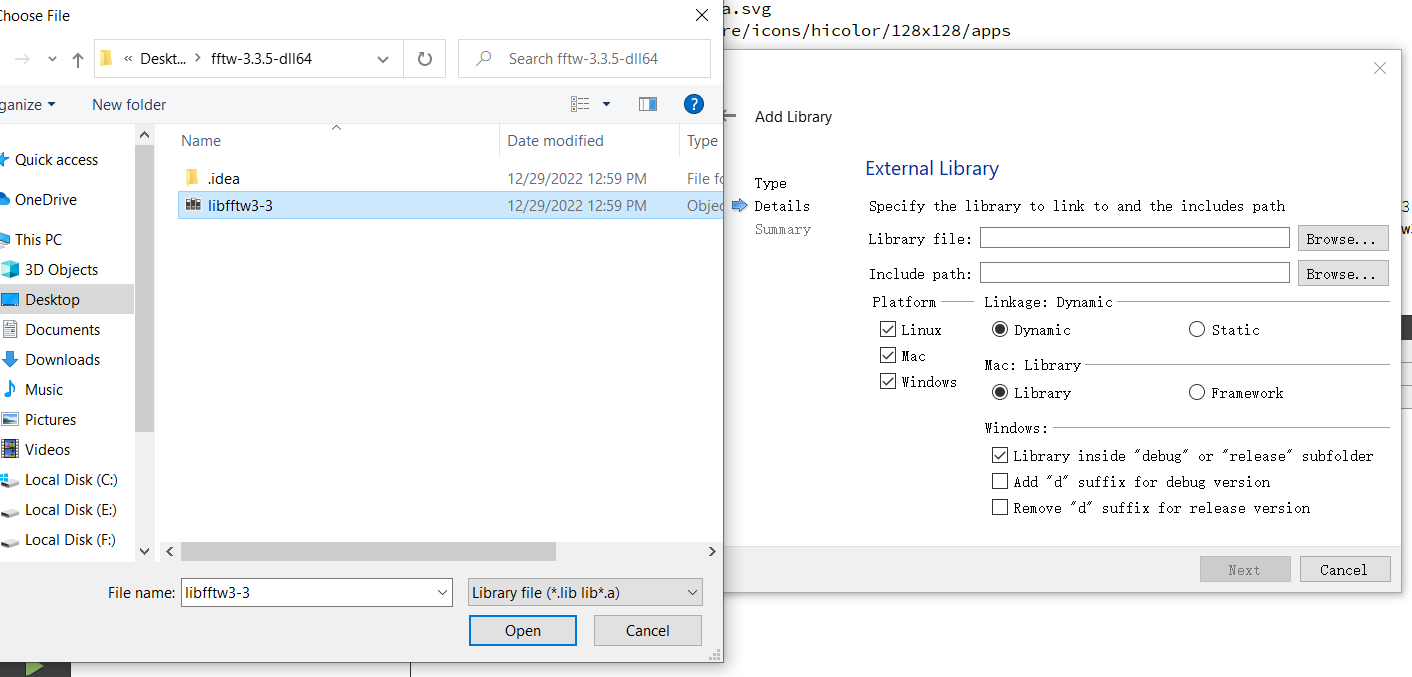 a.svg
re/icons/hicolor/128x128/apps
Choose File
« Deskt... › fftw-3.3.5-dll64
Search fftw-3.3.5-dll64
ganize
New folder
?
Name
Date modified
Type
Quick access
OneDrive
This PC
3D Objects
Desktop
Documents
Downloads
Music
Pictures
Videos
Local Disk (C:)
Local Disk (E:)
Local Disk (F:)
.idea
12/29/2022 12:59 PM
File fo
libfftw3-3
12/29/2022 12:59 PM
Objec
File name:
libfftw3-3
Library file (*.lib lib*.a)
Open
Cancel
Add Library
Type
Details
Summary
External Library
Specify the library to link to and the includes path
Library file:
Browse...
Include path:
Browse...
Platform
Linux
Mac
Windows
Linkage: Dynamic
Dynamic
Static
Mac: Library
Library
Framework
Windows:
Library inside "debug" or "release" subfolder
Add "d" suffix for debug version
Remove "d" suffix for release version
Next
Cancel
3